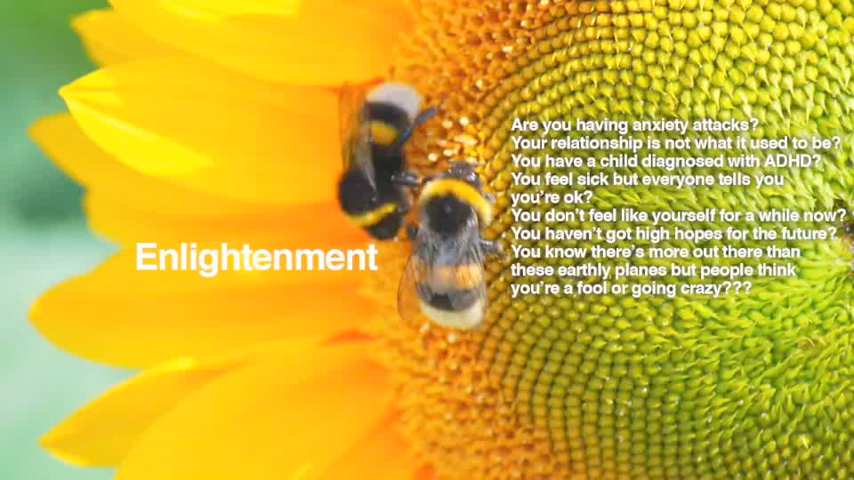 Enlightenment
Are you having anxiety attacks?
Your relationship is not what it used to be?
You have a child diagnosed with ADHD?
You feel sick but everyone tells you
you're ok?
You don't feel like yourself for a while now?
You haven't got high hopes for the future?
You know there's more out there than
these earthly planes but people think
you're a fool or going crazy???